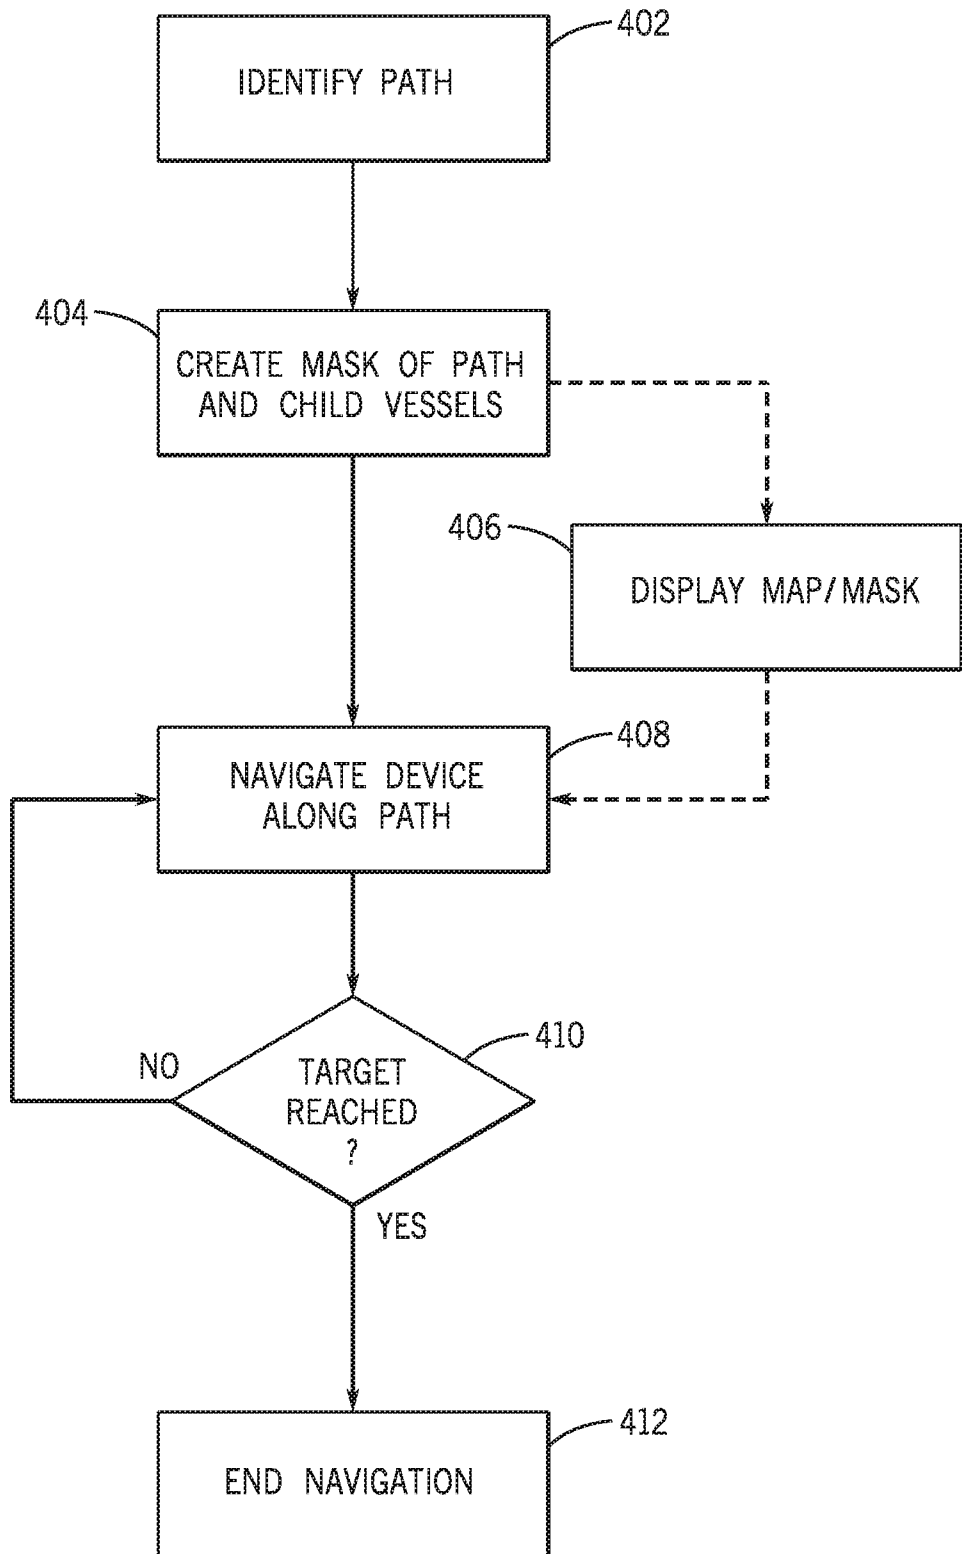 402
IDENTIFY PATH
404
CREATE MASK OF PATH
AND CHILD VESSELS
406
DISPLAY MAP/MASK
408
NAVIGATE DEVICE
ALONG PATH
410
NO
TARGET
REACHED
?
YES
412
END NAVIGATION